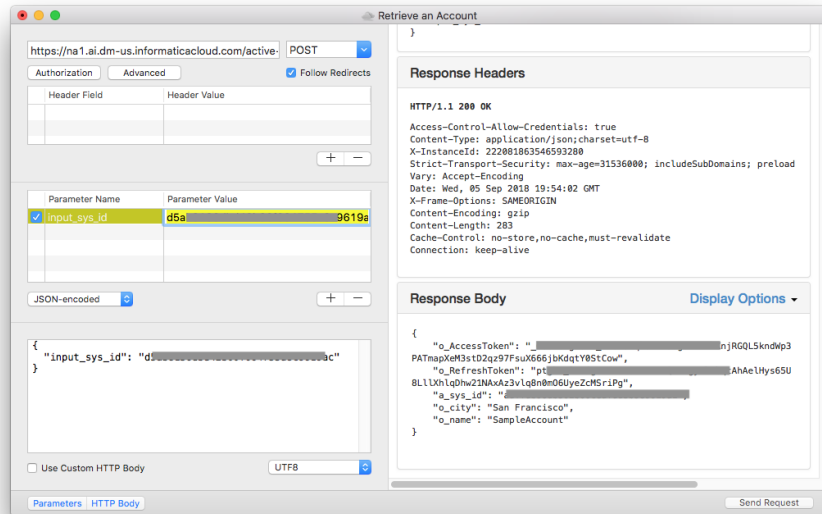 Retrieve an Account
https://na1.ai.dm-us.informaticacloud.com/active-
POST
Authorization
Advanced
Follow Redirects
Header Field
Header Value
+
−
Parameter Name
Parameter Value
input_sys_id
d5a
9619a
JSON-encoded
+
−
{
"input_sys_id": "d
ac"
}
Use Custom HTTP Body
UTF8
Parameters
HTTP Body
}
Response Headers
HTTP/1.1 200 OK
Access-Control-Allow-Credentials: true
Content-Type: application/json;charset=utf-8
X-InstanceId: 222081863546593280
Strict-Transport-Security: max-age=31536000; includeSubDomains; preload
Vary: Accept-Encoding
Date: Wed, 05 Sep 2018 19:54:02 GMT
X-Frame-Options: SAMEORIGIN
Content-Encoding: gzip
Content-Length: 283
Cache-Control: no-store,no-cache,must-revalidate
Connection: keep-alive
Response Body
Display Options
{
"o_AccessToken": "_ njRGQL5kndWp3
PATmapXeM3stD2qz97FsuX666jbKdqtY0StCow",
"o_RefreshToken": "pt AhAelHys65U
8LllXhlqDhw21NAxAz3vlq8n0mO6UyeZcMSriPg",
"a_sys_id": "
"o_city": "San Francisco",
"o_name": "SampleAccount"
}
Send Request